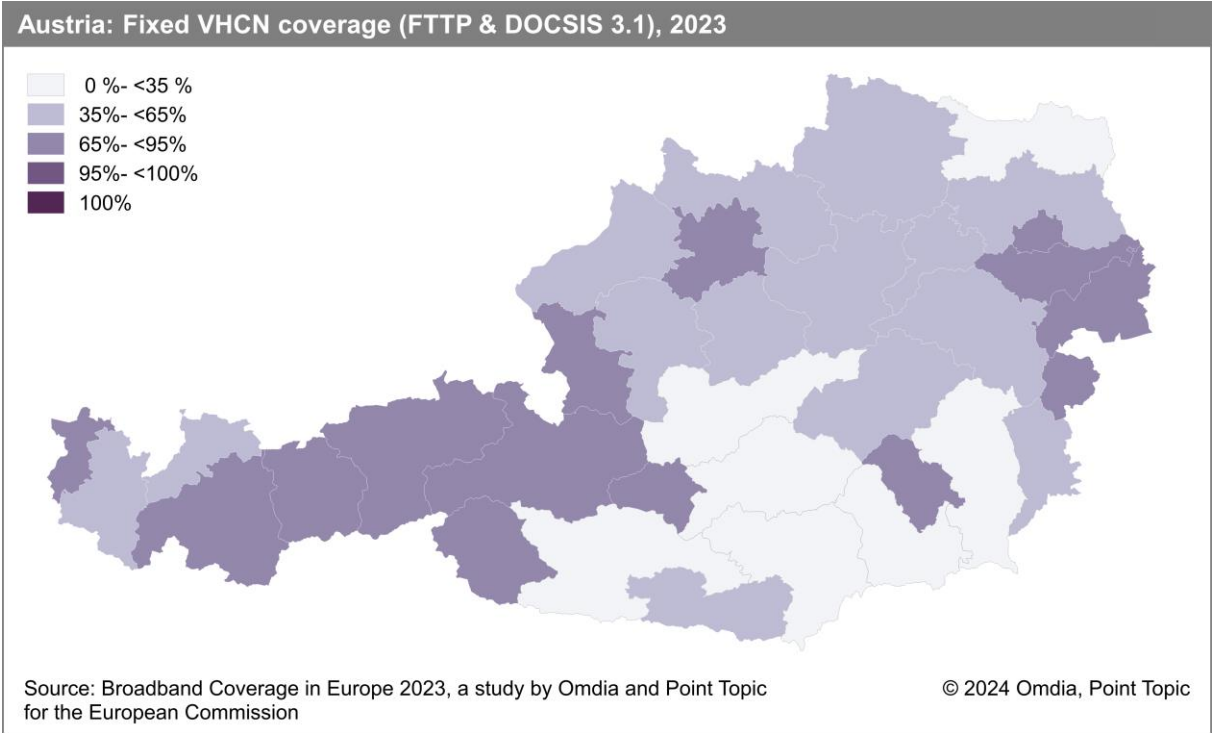 Austria: Fixed VHCN coverage (FTTP & DOCSIS 3.1), 2023
0 %- <35 %
35%- <65%
65%- <95%
95%- <100%
100%
Source: Broadband Coverage in Europe 2023, a study by Omdia and Point Topic
for the European Commission
© 2024 Omdia, Point Topic